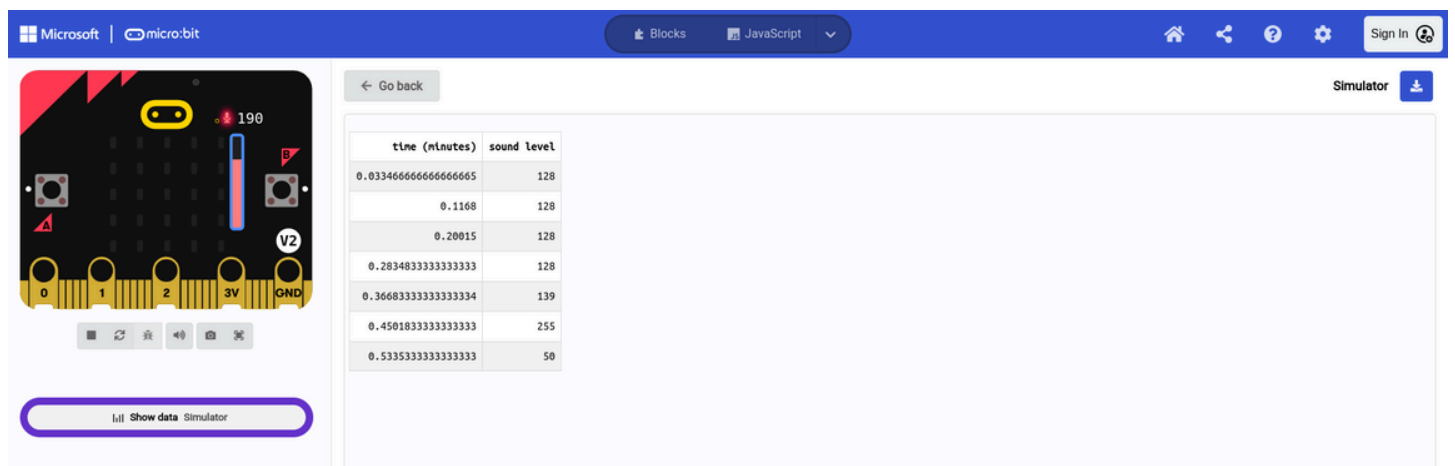 Microsoft | micro:bit
Blocks
JavaScript
Sign In
190
B
A
V2
0 1 2 3V GND
Show data Simulator
Go back
Simulator
time (minutes) sound level
0.033466666666666665 128
0.1168 128
0.20015 128
0.2834833333333333 128
0.36683333333333334 139
0.4501833333333333 255
0.5335333333333333 50